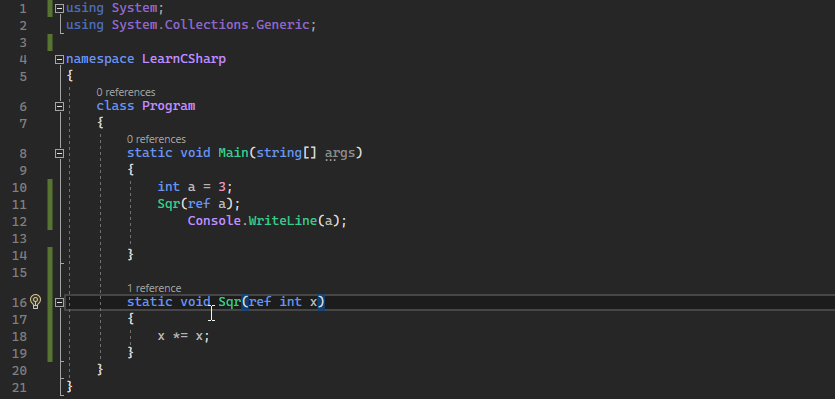 1 using System;
2 using System.Collections.Generic;
3
4 namespace LearnCSharp
5 {
0 references
6 class Program
7 {
0 references
8 static void Main(string[] args)
9 {
10 int a = 3;
11 Sqr(ref a);
12 Console.WriteLine(a);
13
14 }
15
1 reference
16 static void Sqr(ref int x)
17 {
18 x *= x;
19 }
20 }
21 }